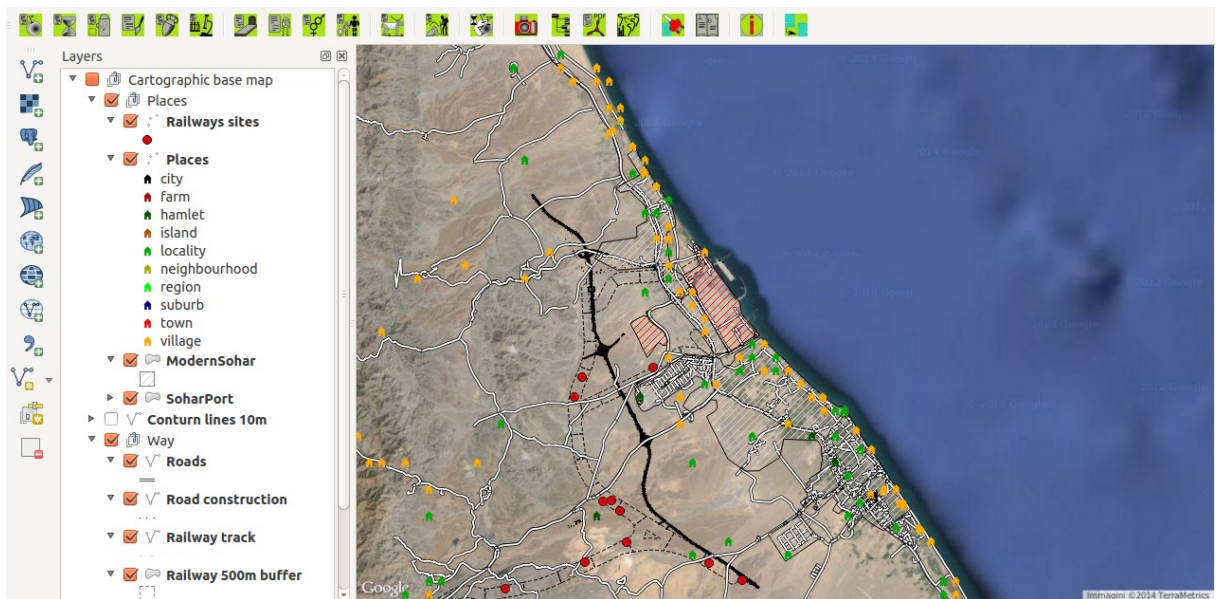 Layers
Cartographic base map
Places
Railways sites
Places
city
farm
hamlet
island
locality
neighbourhood
region
suburb
town
village
ModernSohar
SoharPort
Conturn lines 10m
Way
Roads
Road construction
Railway track
Railway 500m buffer
Google
Immagini ©2014 TerraMetrics